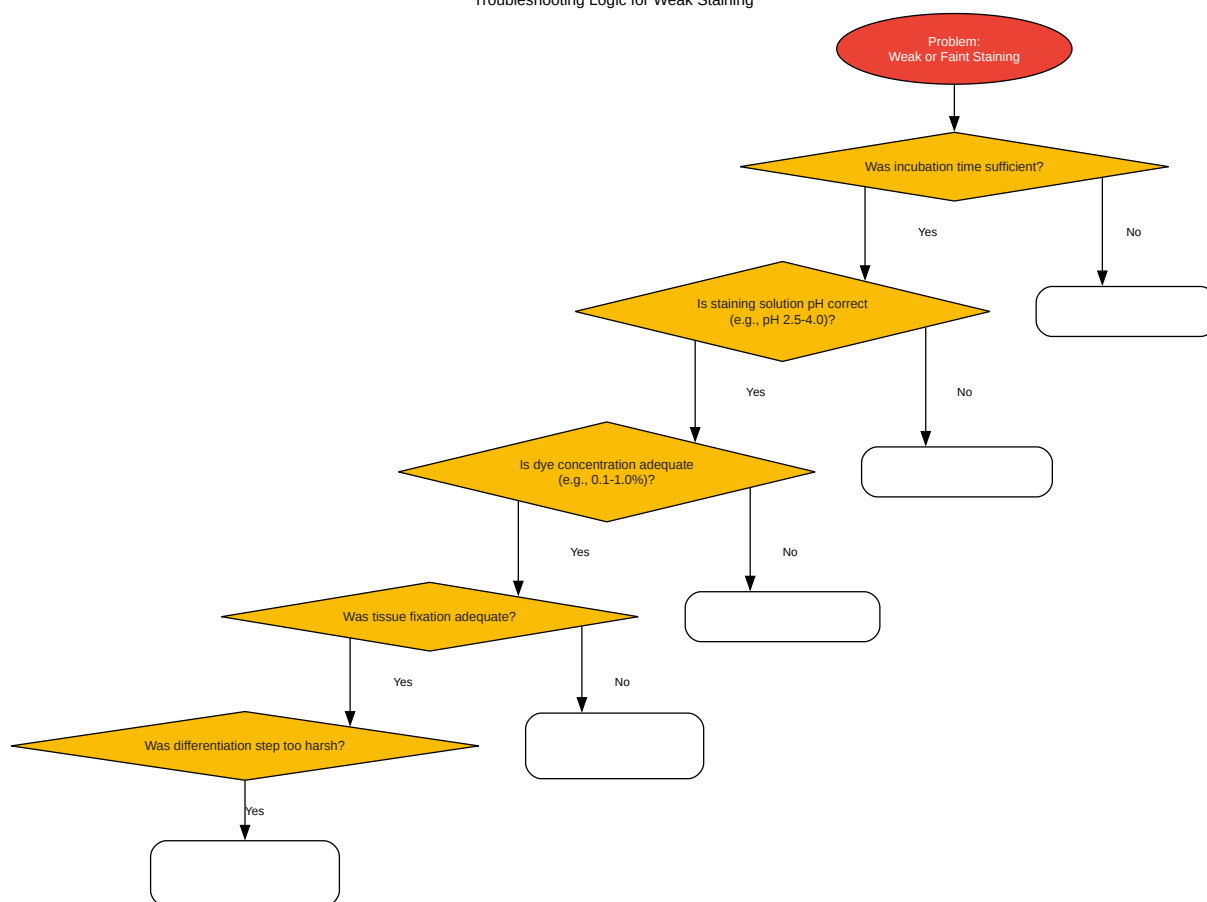 Troubleshooting Logic for Weak Staining
Problem:
Weak or Faint Staining
Was incubation time sufficient?
Yes
No
Is staining solution pH correct
(e.g., pH 2.5-4.0)?
Yes
No
Is dye concentration adequate
(e.g., 0.1-1.0%)?
Yes
No
Was tissue fixation adequate?
Yes
No
Was differentiation step too harsh?
Yes